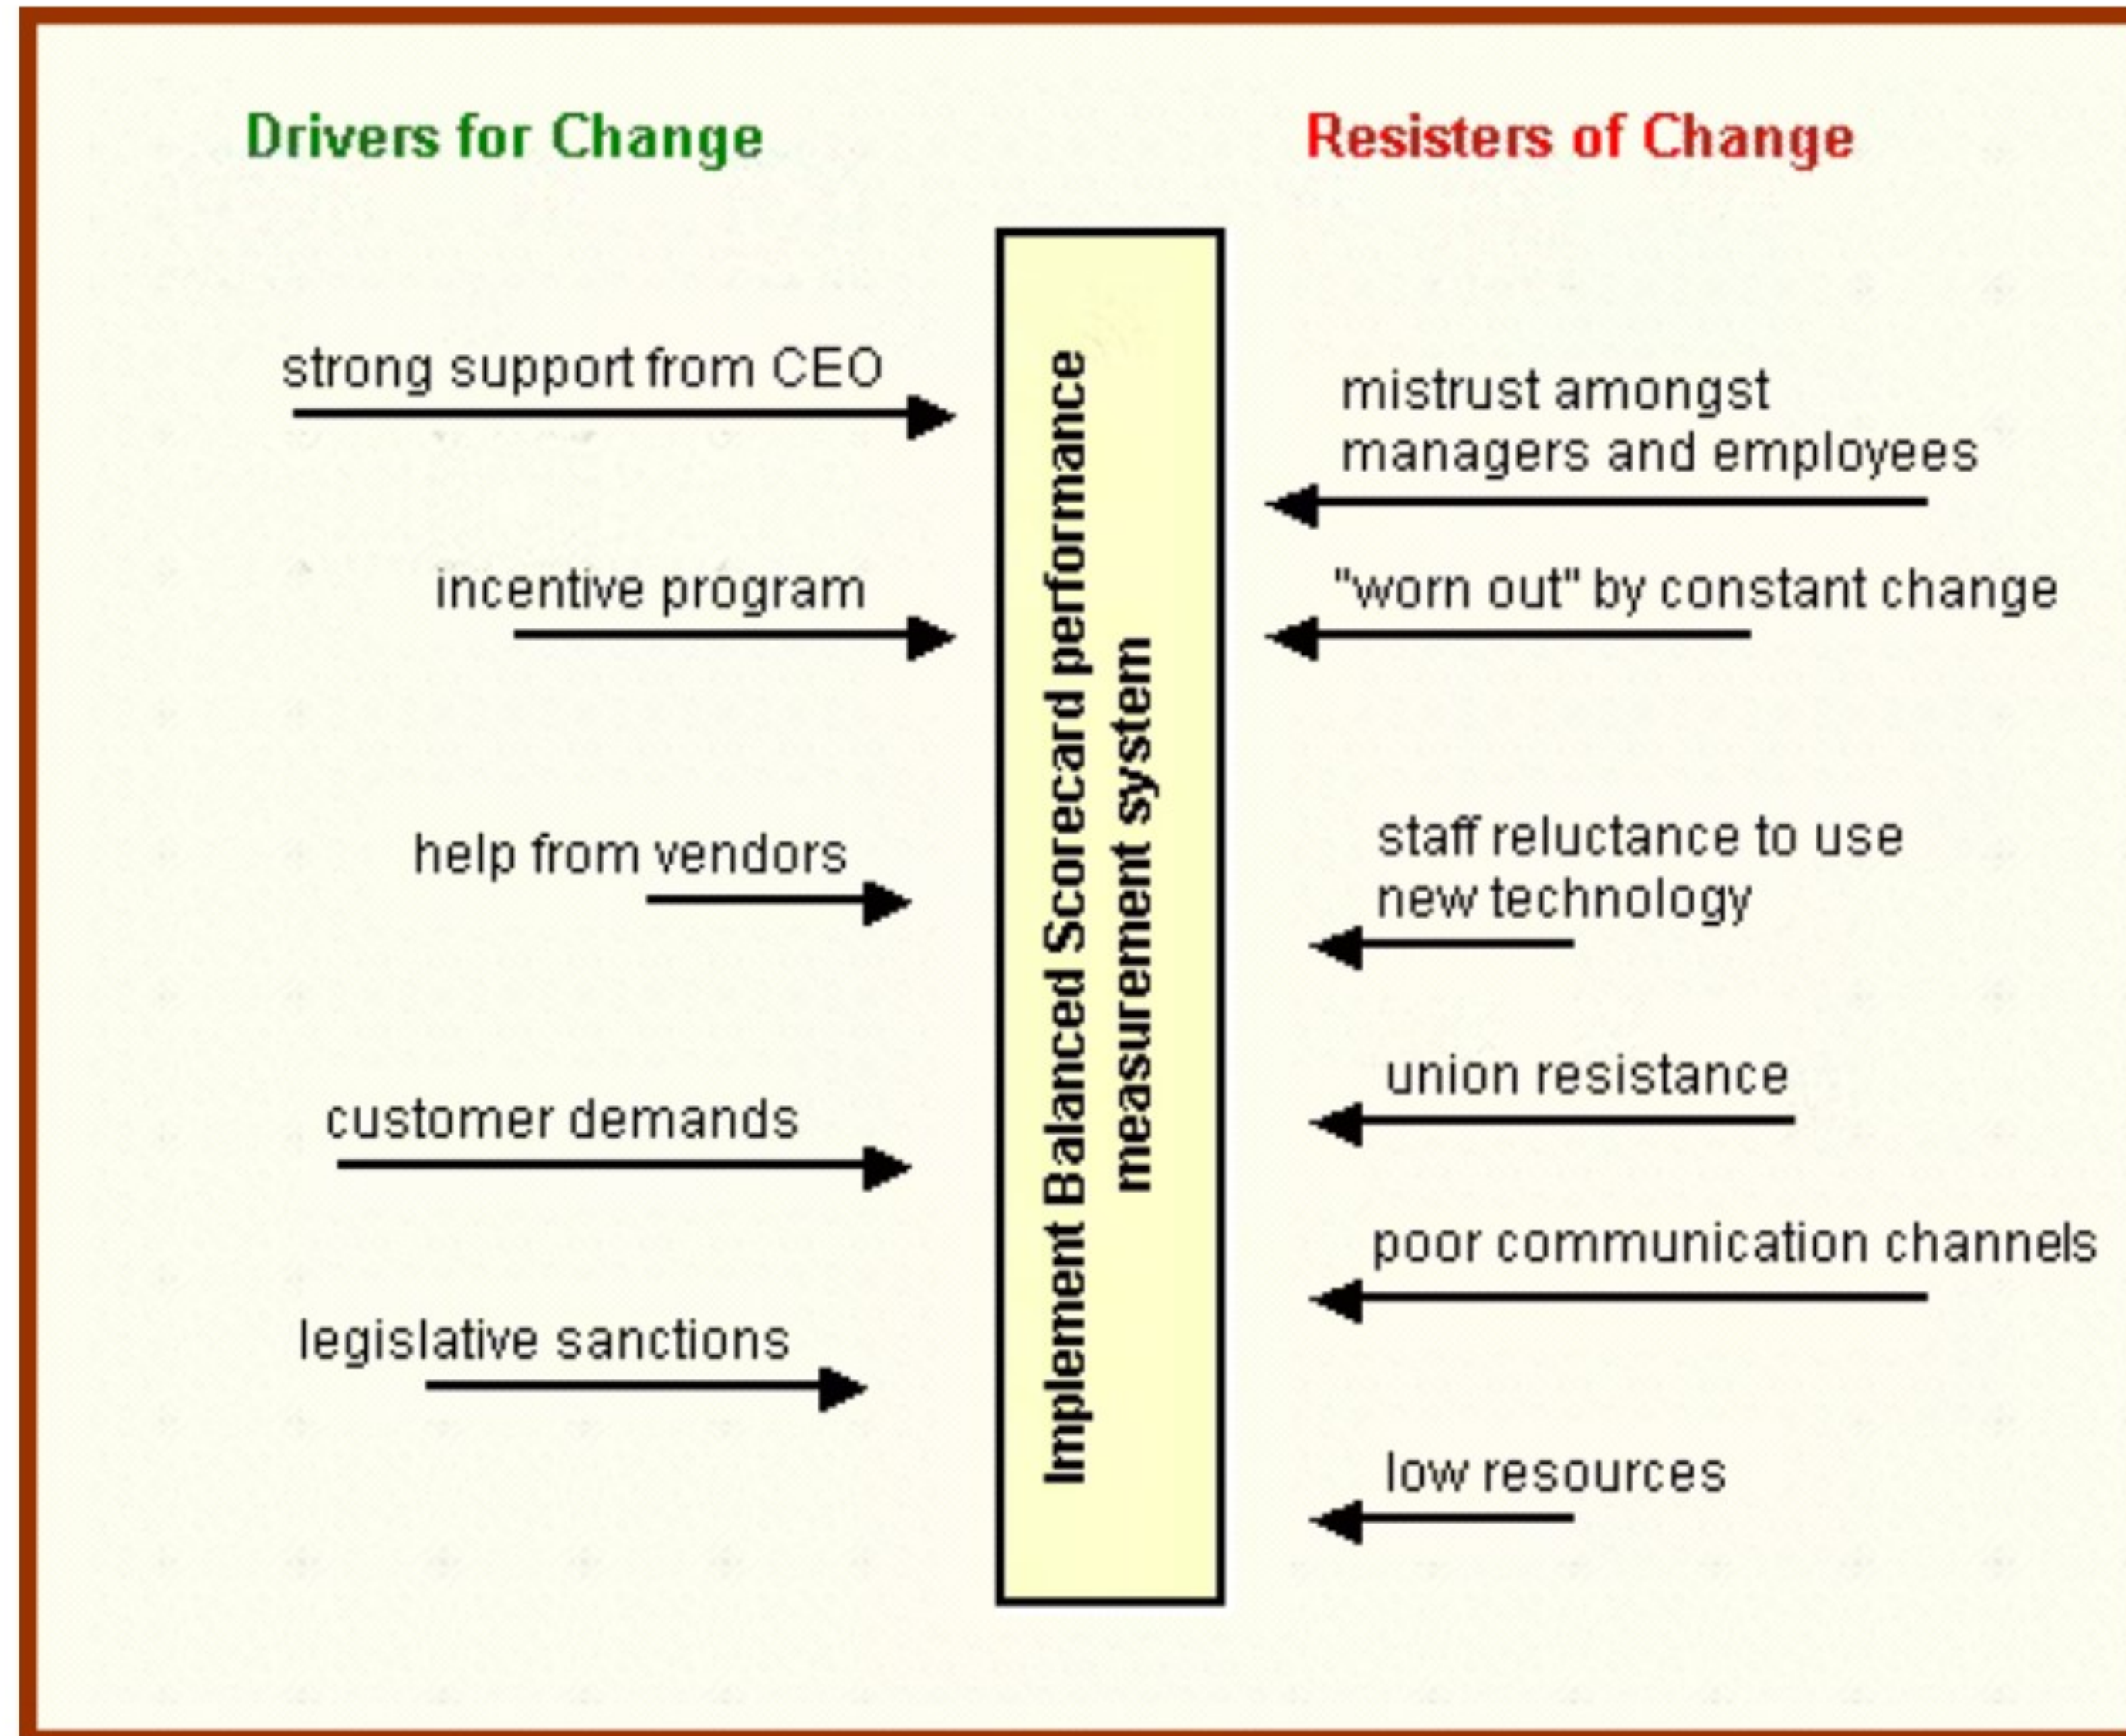 Drivers for Change
Resisters of Change
strong support from CEO
incentive program
help from vendors
customer demands
legislative sanctions
Implement Balanced Scorecard performance
measurement system
mistrust amongst
managers and employees
"worn out" by constant change
staff reluctance to use
new technology
union resistance
poor communication channels
low resources